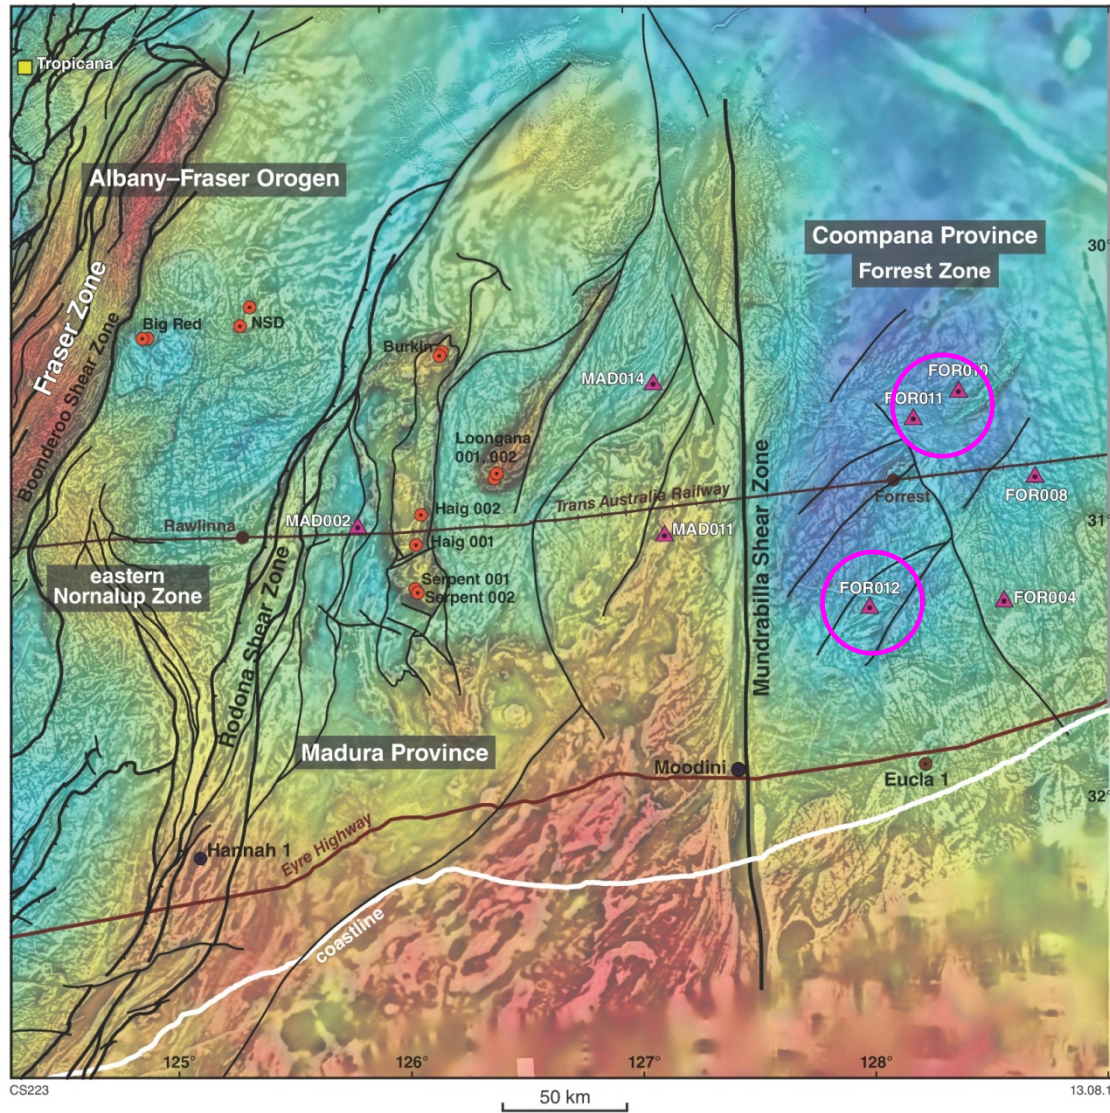 Tropicana
Albany–Fraser Orogen
Coompana Province
Forrest Zone
30°
Fraser Zone
Boonderoo Shear Zone
Big Red
NSD
Burkin
MAD014
FOR010
FOR011
Loongana
001, 002
Mundrabilla Shear Zone
Trans Australia Railway
Forrest
FOR008
Rawlinna
MAD002
Haig 002
Haig 001
MAD011
31
eastern
Nornalup Zone
Serpent 001
Serpent 002
FOR012
FOR004
Rodona Shear Zone
Madura Province
Moodini
Eucla 1
32°
Hannah 1
Eyre Highway
coastline
125°
126°
127°
128°
CS223
50 km
13.08.1